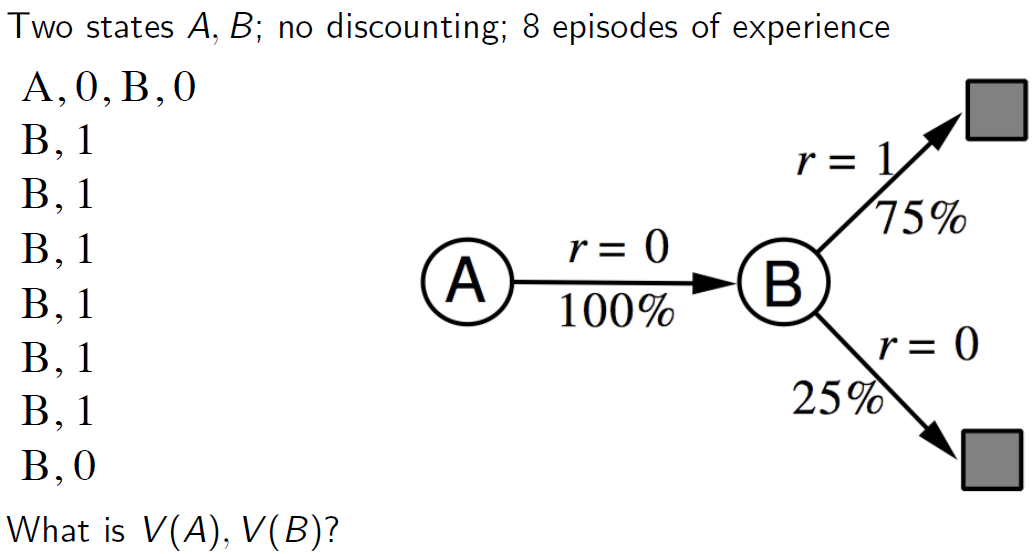 Two states A, B; no discounting; 8 episodes of experience
A, 0, B, 0
B, 1
B, 1
B, 1
B, 1
B, 1
B, 1
B, 0
A
r = 0
100%
B
r = 1
75%
r = 0
25%
What is V(A), V(B)?